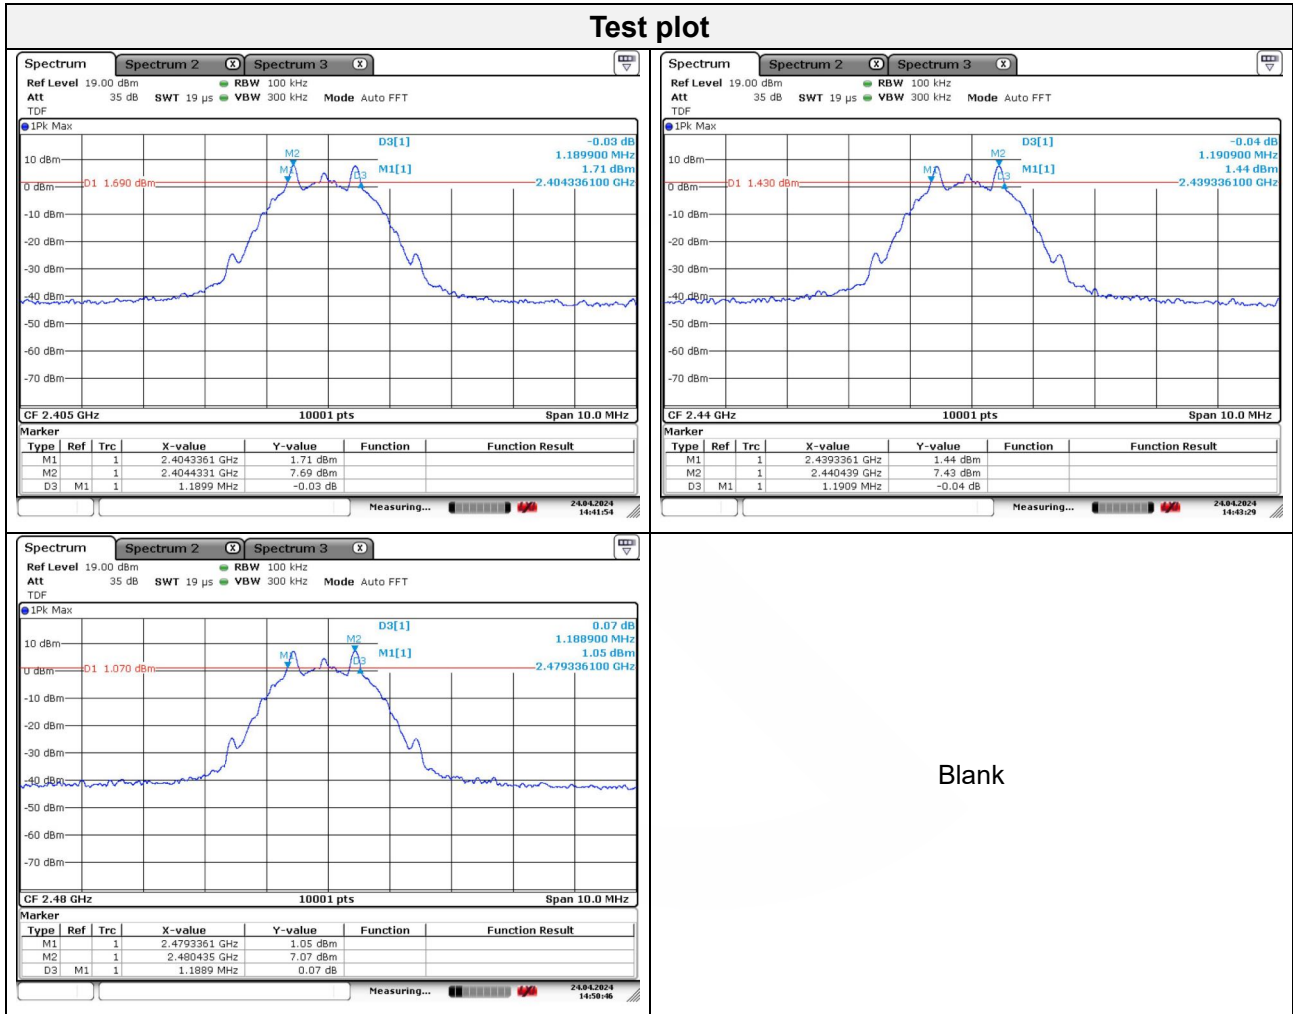 Test plot
Spectrum Spectrum 2 X Spectrum 3 X
Ref Level 19.00 dBm RBW 100 kHz
Att 35 dB SWT 19 µs VBW 300 kHz Mode Auto FFT
TDF
1Pk Max
D3[1] -0.03 dB
1.189900 MHz
M1[1] 1.71 dBm
2.404336100 GHz
M2
M1
D3
D1 1.690 dBm
10 dBm
0 dBm
-10 dBm
-20 dBm
-30 dBm
-40 dBm
-50 dBm
-60 dBm
-70 dBm
CF 2.405 GHz 10001 pts Span 10.0 MHz
Marker
Type Ref Trc X-value Y-value Function Function Result
M1 1 2.4043361 GHz 1.71 dBm
M2 1 2.4044331 GHz 7.69 dBm
D3 M1 1 1.1899 MHz -0.03 dB
Measuring... 24.04.2024
14:41:54
Spectrum Spectrum 2 X Spectrum 3 X
Ref Level 19.00 dBm RBW 100 kHz
Att 35 dB SWT 19 µs VBW 300 kHz Mode Auto FFT
TDF
1Pk Max
D3[1] -0.04 dB
1.190900 MHz
M1[1] 1.44 dBm
2.439336100 GHz
M2
M1
D3
D1 1.430 dBm
10 dBm
0 dBm
-10 dBm
-20 dBm
-30 dBm
-40 dBm
-50 dBm
-60 dBm
-70 dBm
CF 2.44 GHz 10001 pts Span 10.0 MHz
Marker
Type Ref Trc X-value Y-value Function Function Result
M1 1 2.4393361 GHz 1.44 dBm
M2 1 2.440439 GHz 7.43 dBm
D3 M1 1 1.1909 MHz -0.04 dB
Measuring... 24.04.2024
14:43:29
Spectrum Spectrum 2 X Spectrum 3 X
Ref Level 19.00 dBm RBW 100 kHz
Att 35 dB SWT 19 µs VBW 300 kHz Mode Auto FFT
TDF
1Pk Max
D3[1] 0.07 dB
1.188900 MHz
M1[1] 1.05 dBm
2.479336100 GHz
M2
M1
D3
D1 1.070 dBm
10 dBm
0 dBm
-10 dBm
-20 dBm
-30 dBm
-40 dBm
-50 dBm
-60 dBm
-70 dBm
CF 2.48 GHz 10001 pts Span 10.0 MHz
Marker
Type Ref Trc X-value Y-value Function Function Result
M1 1 2.4793361 GHz 1.05 dBm
M2 1 2.480435 GHz 7.07 dBm
D3 M1 1 1.1889 MHz 0.07 dB
Measuring... 24.04.2024
14:50:46
Blank